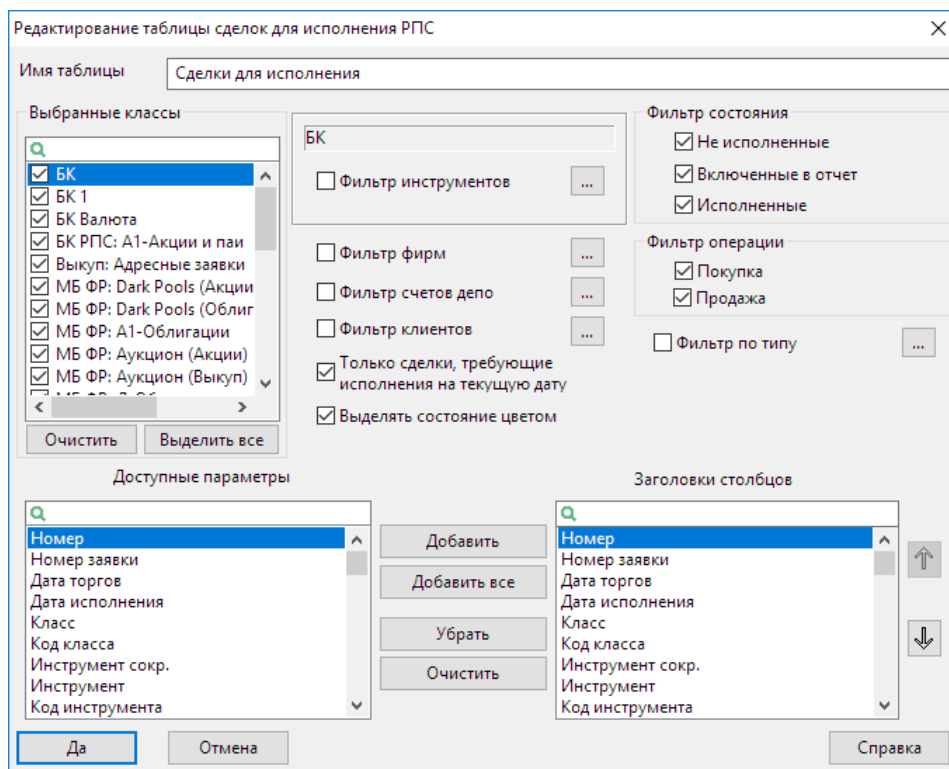 Редактирование таблицы сделок для исполнения РПС
Имя таблицы
Сделки для исполнения
Выбранные классы
БК
БК 1
БК Валюта
БК РПС: А1-Акции и паи
Выкуп: Адресные заявки
МБ ФР: Dark Pools (Акции
МБ ФР: Dark Pools (Облиг
МБ ФР: А1-Облигации
МБ ФР: Аукцион (Акции)
МБ ФР: Аукцион (Выкуп)
Очистить
Выделить все
БК
Фильтр инструментов
...
Фильтр фирм
...
Фильтр счетов депо
...
Фильтр клиентов
...
Только сделки, требующие
исполнения на текущую дату
Выделять состояние цветом
Фильтр состояния
Не исполненные
Включенные в отчет
Исполненные
Фильтр операции
Покупка
Продажа
Фильтр по типу
...
Доступные параметры
Номер
Номер заявки
Дата торгов
Дата исполнения
Класс
Код класса
Инструмент сокр.
Инструмент
Код инструмента
Добавить
Добавить все
Убрать
Очистить
Заголовки столбцов
Номер
Номер заявки
Дата торгов
Дата исполнения
Класс
Код класса
Инструмент сокр.
Инструмент
Код инструмента
Да
Отмена
Справка